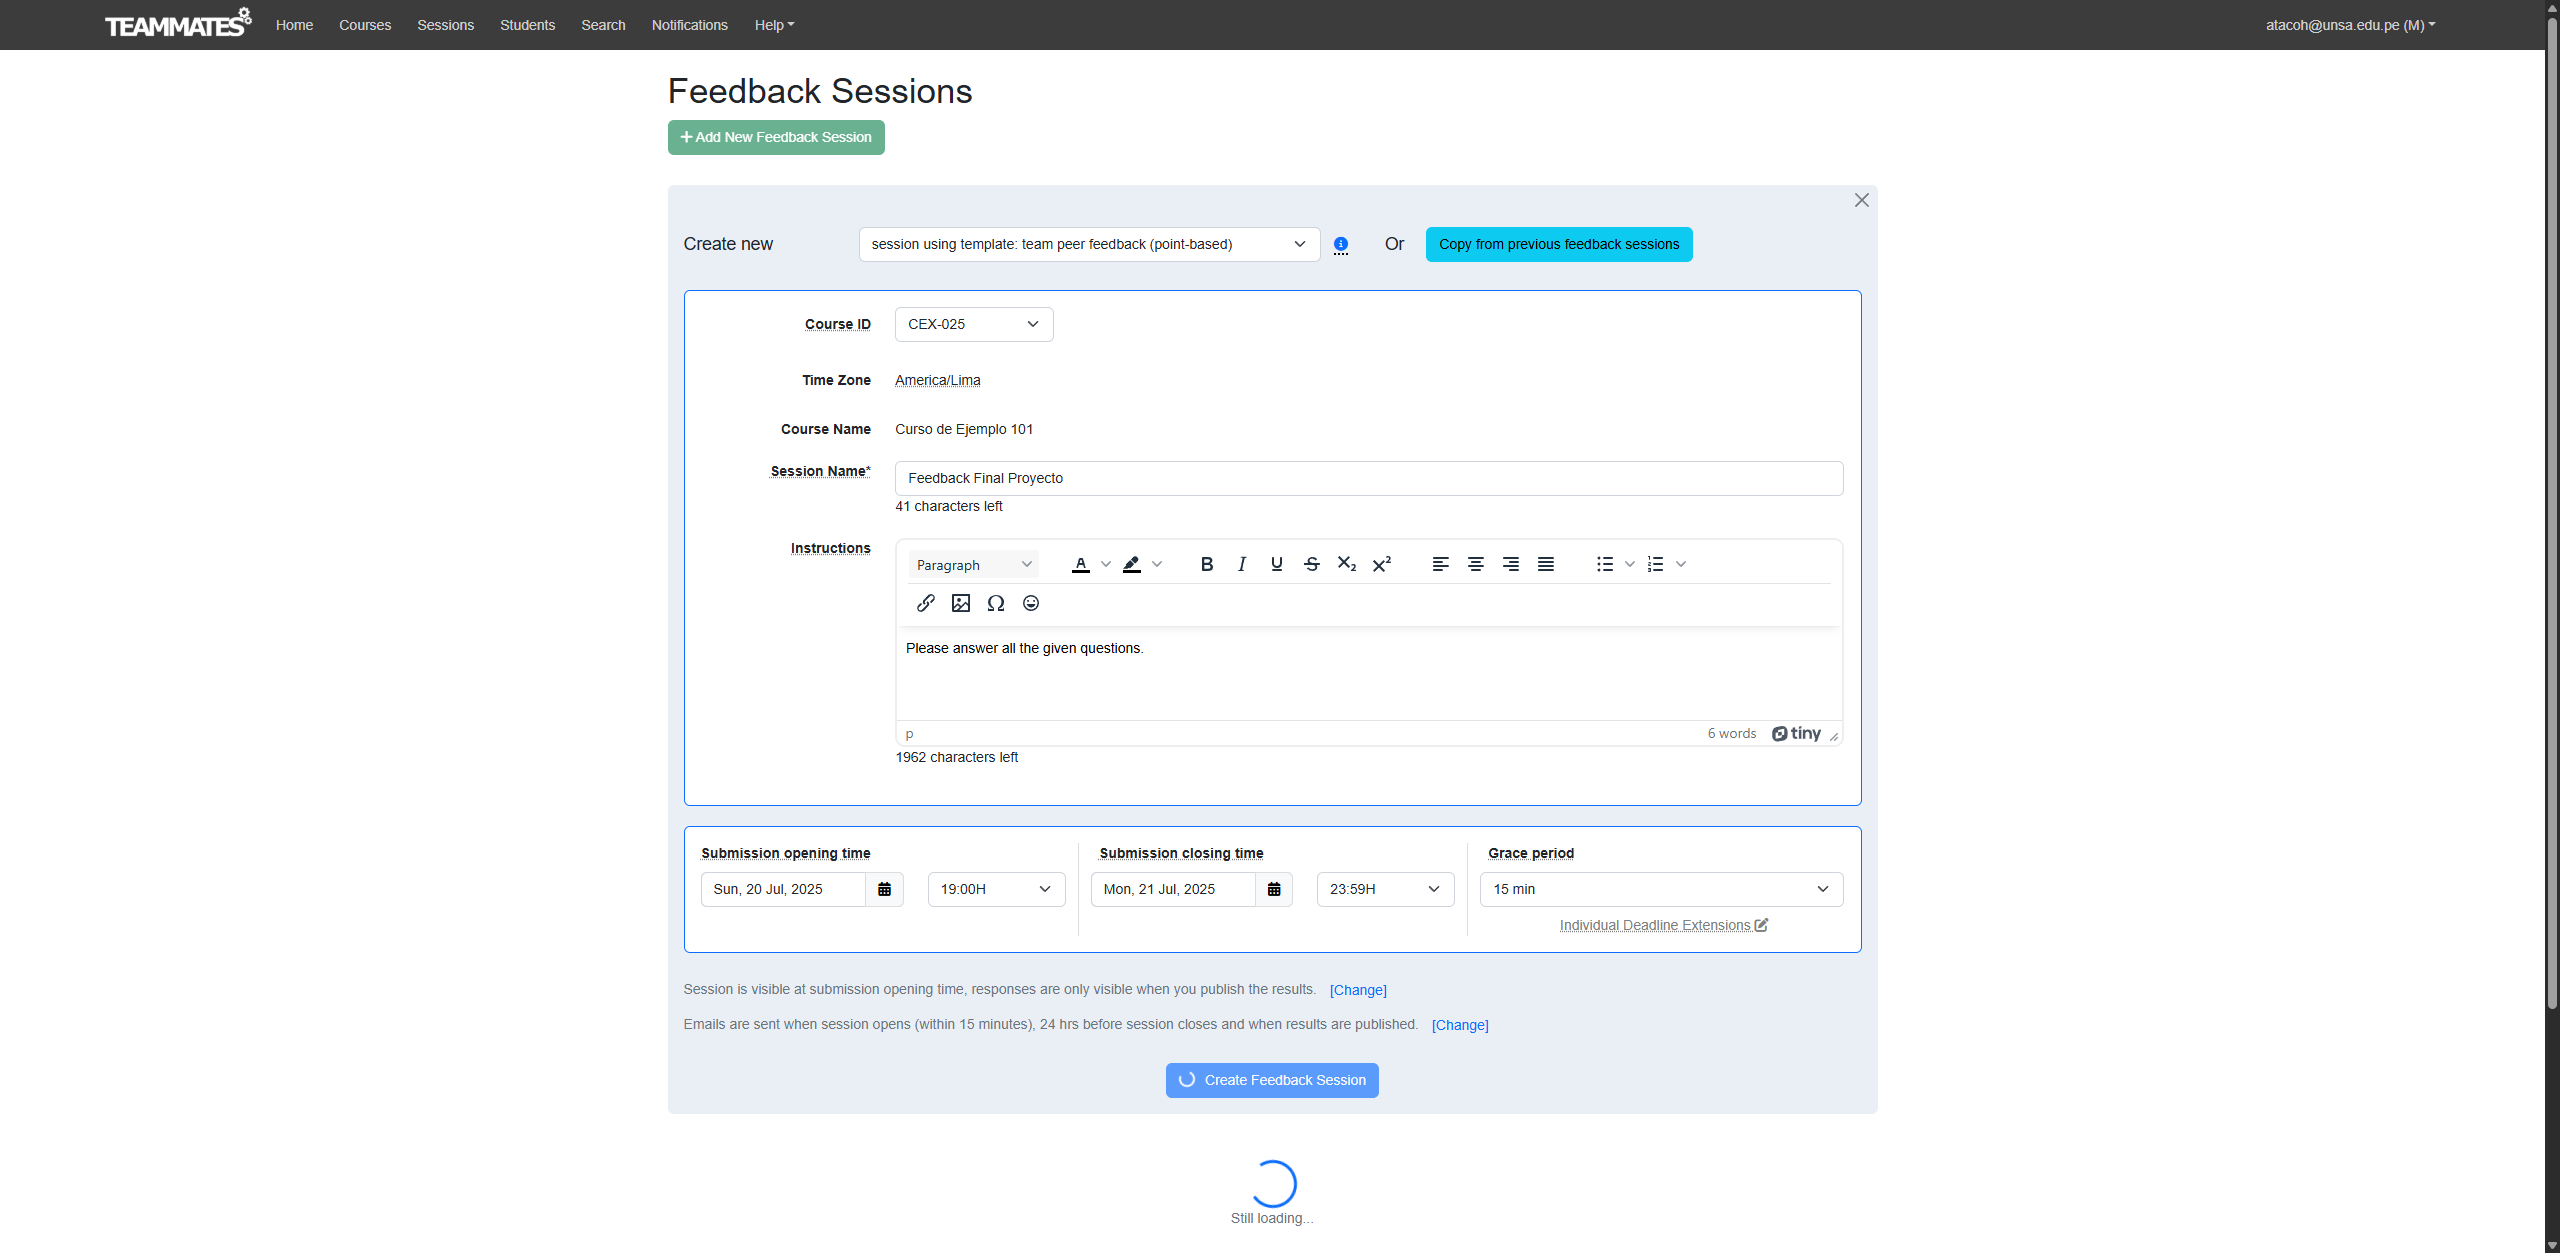 TEAMMATES Home Courses Sessions Students Search Notifications Help atacoh@unsa.edu.pe (M)
Feedback Sessions
+ Add New Feedback Session
Create new session using template: team peer feedback (point-based) Or Copy from previous feedback sessions
Course ID CEX-025
Time Zone America/Lima
Course Name Curso de Ejemplo 101
Session Name* Feedback Final Proyecto
41 characters left
Instructions
Paragraph
Please answer all the given questions.
p 6 words tiny
1962 characters left
Submission opening time Submission closing time Grace period
Sun, 20 Jul, 2025 19:00H Mon, 21 Jul, 2025 23:59H 15 min
Individual Deadline Extensions
Session is visible at submission opening time, responses are only visible when you publish the results. [Change]
Emails are sent when session opens (within 15 minutes), 24 hrs before session closes and when results are published. [Change]
Create Feedback Session
Still loading...